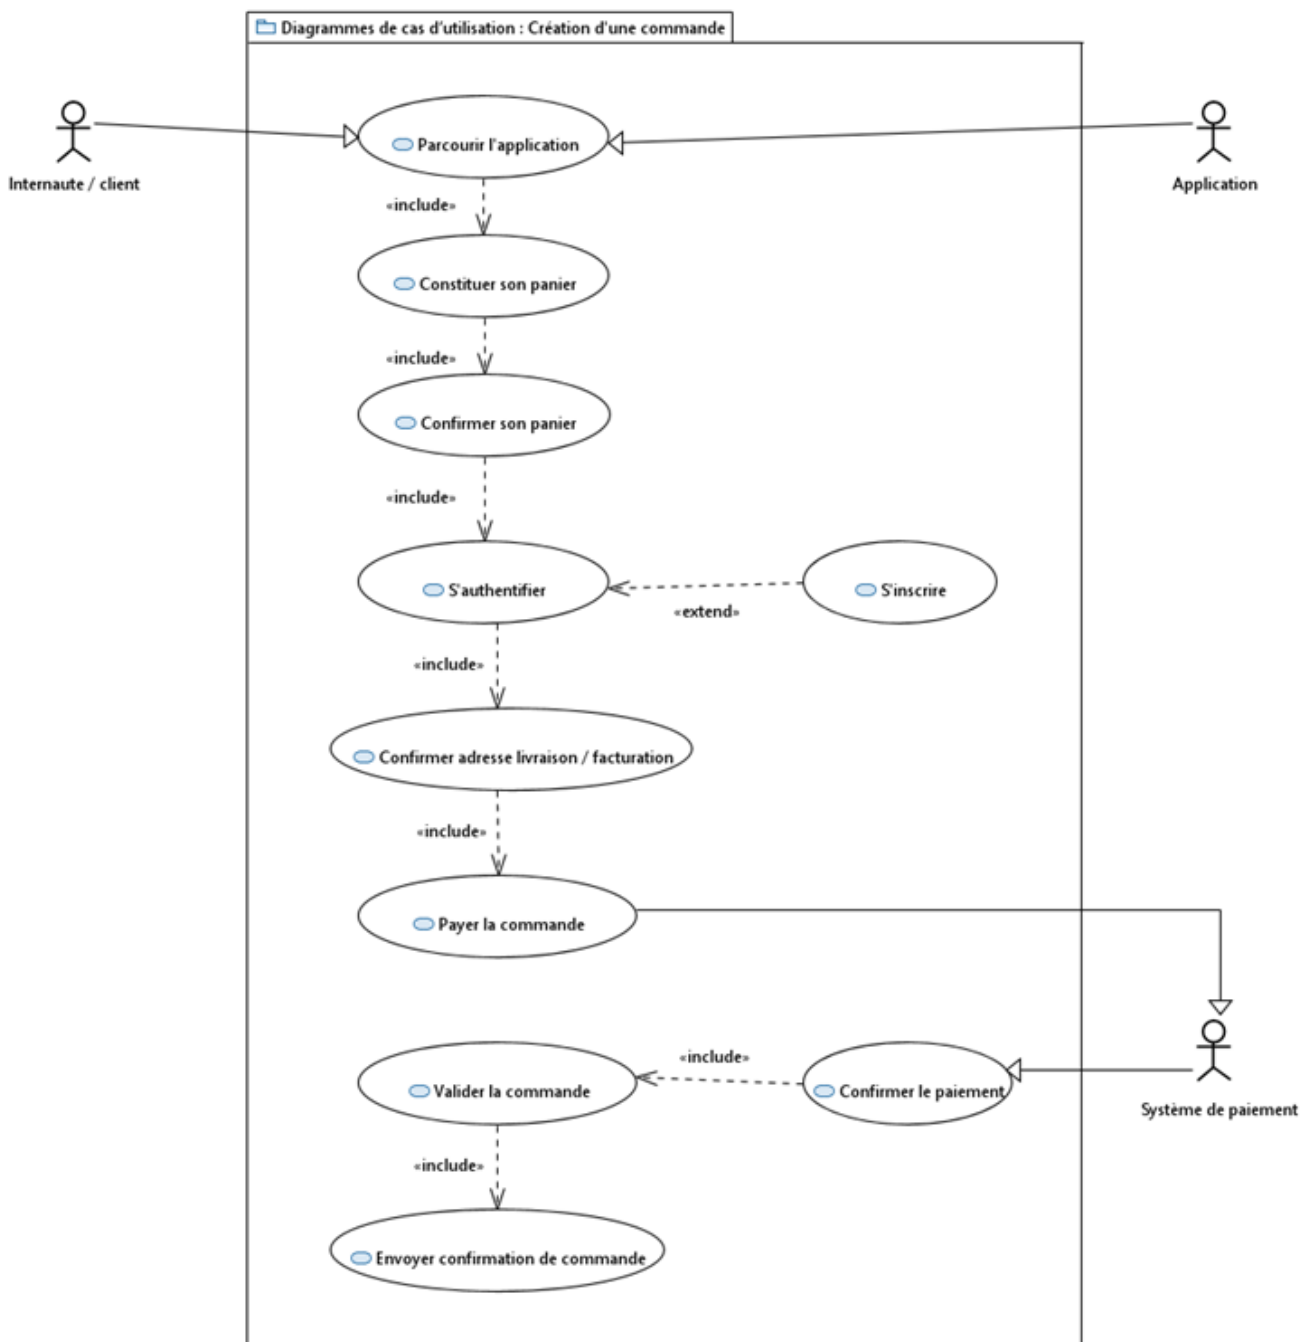 Diagrammes de cas d'utilisation : Création d'une commande
Parcourir l'application
Internaute / client
Application
«include»
Constituer son panier
«include»
Confirmer son panier
«include»
S'authentifier
S'inscrire
«extend»
«include»
Confirmer adresse livraison / facturation
«include»
Payer la commande
«include»
Valider la commande
Confirmer le paiement
Système de paiement
«include»
Envoyer confirmation de commande